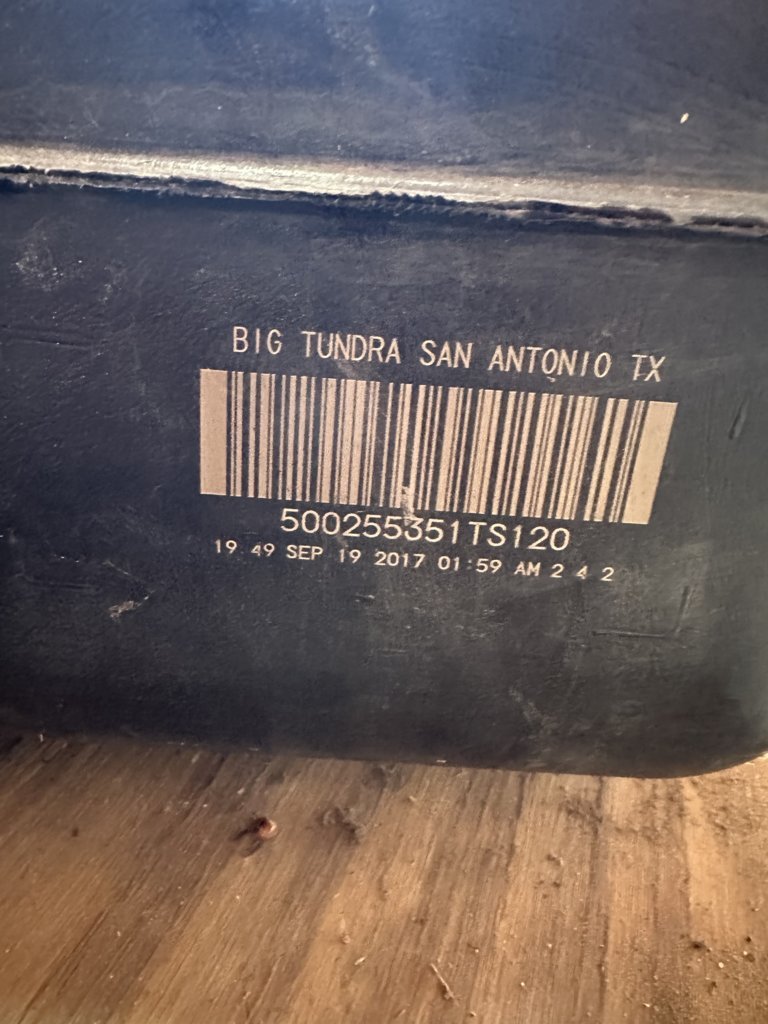 BIG TUNDRA SAN ANTONIO TX
500255351TS120
19 49 SEP 19 2017 01:59 AM 2 4 2